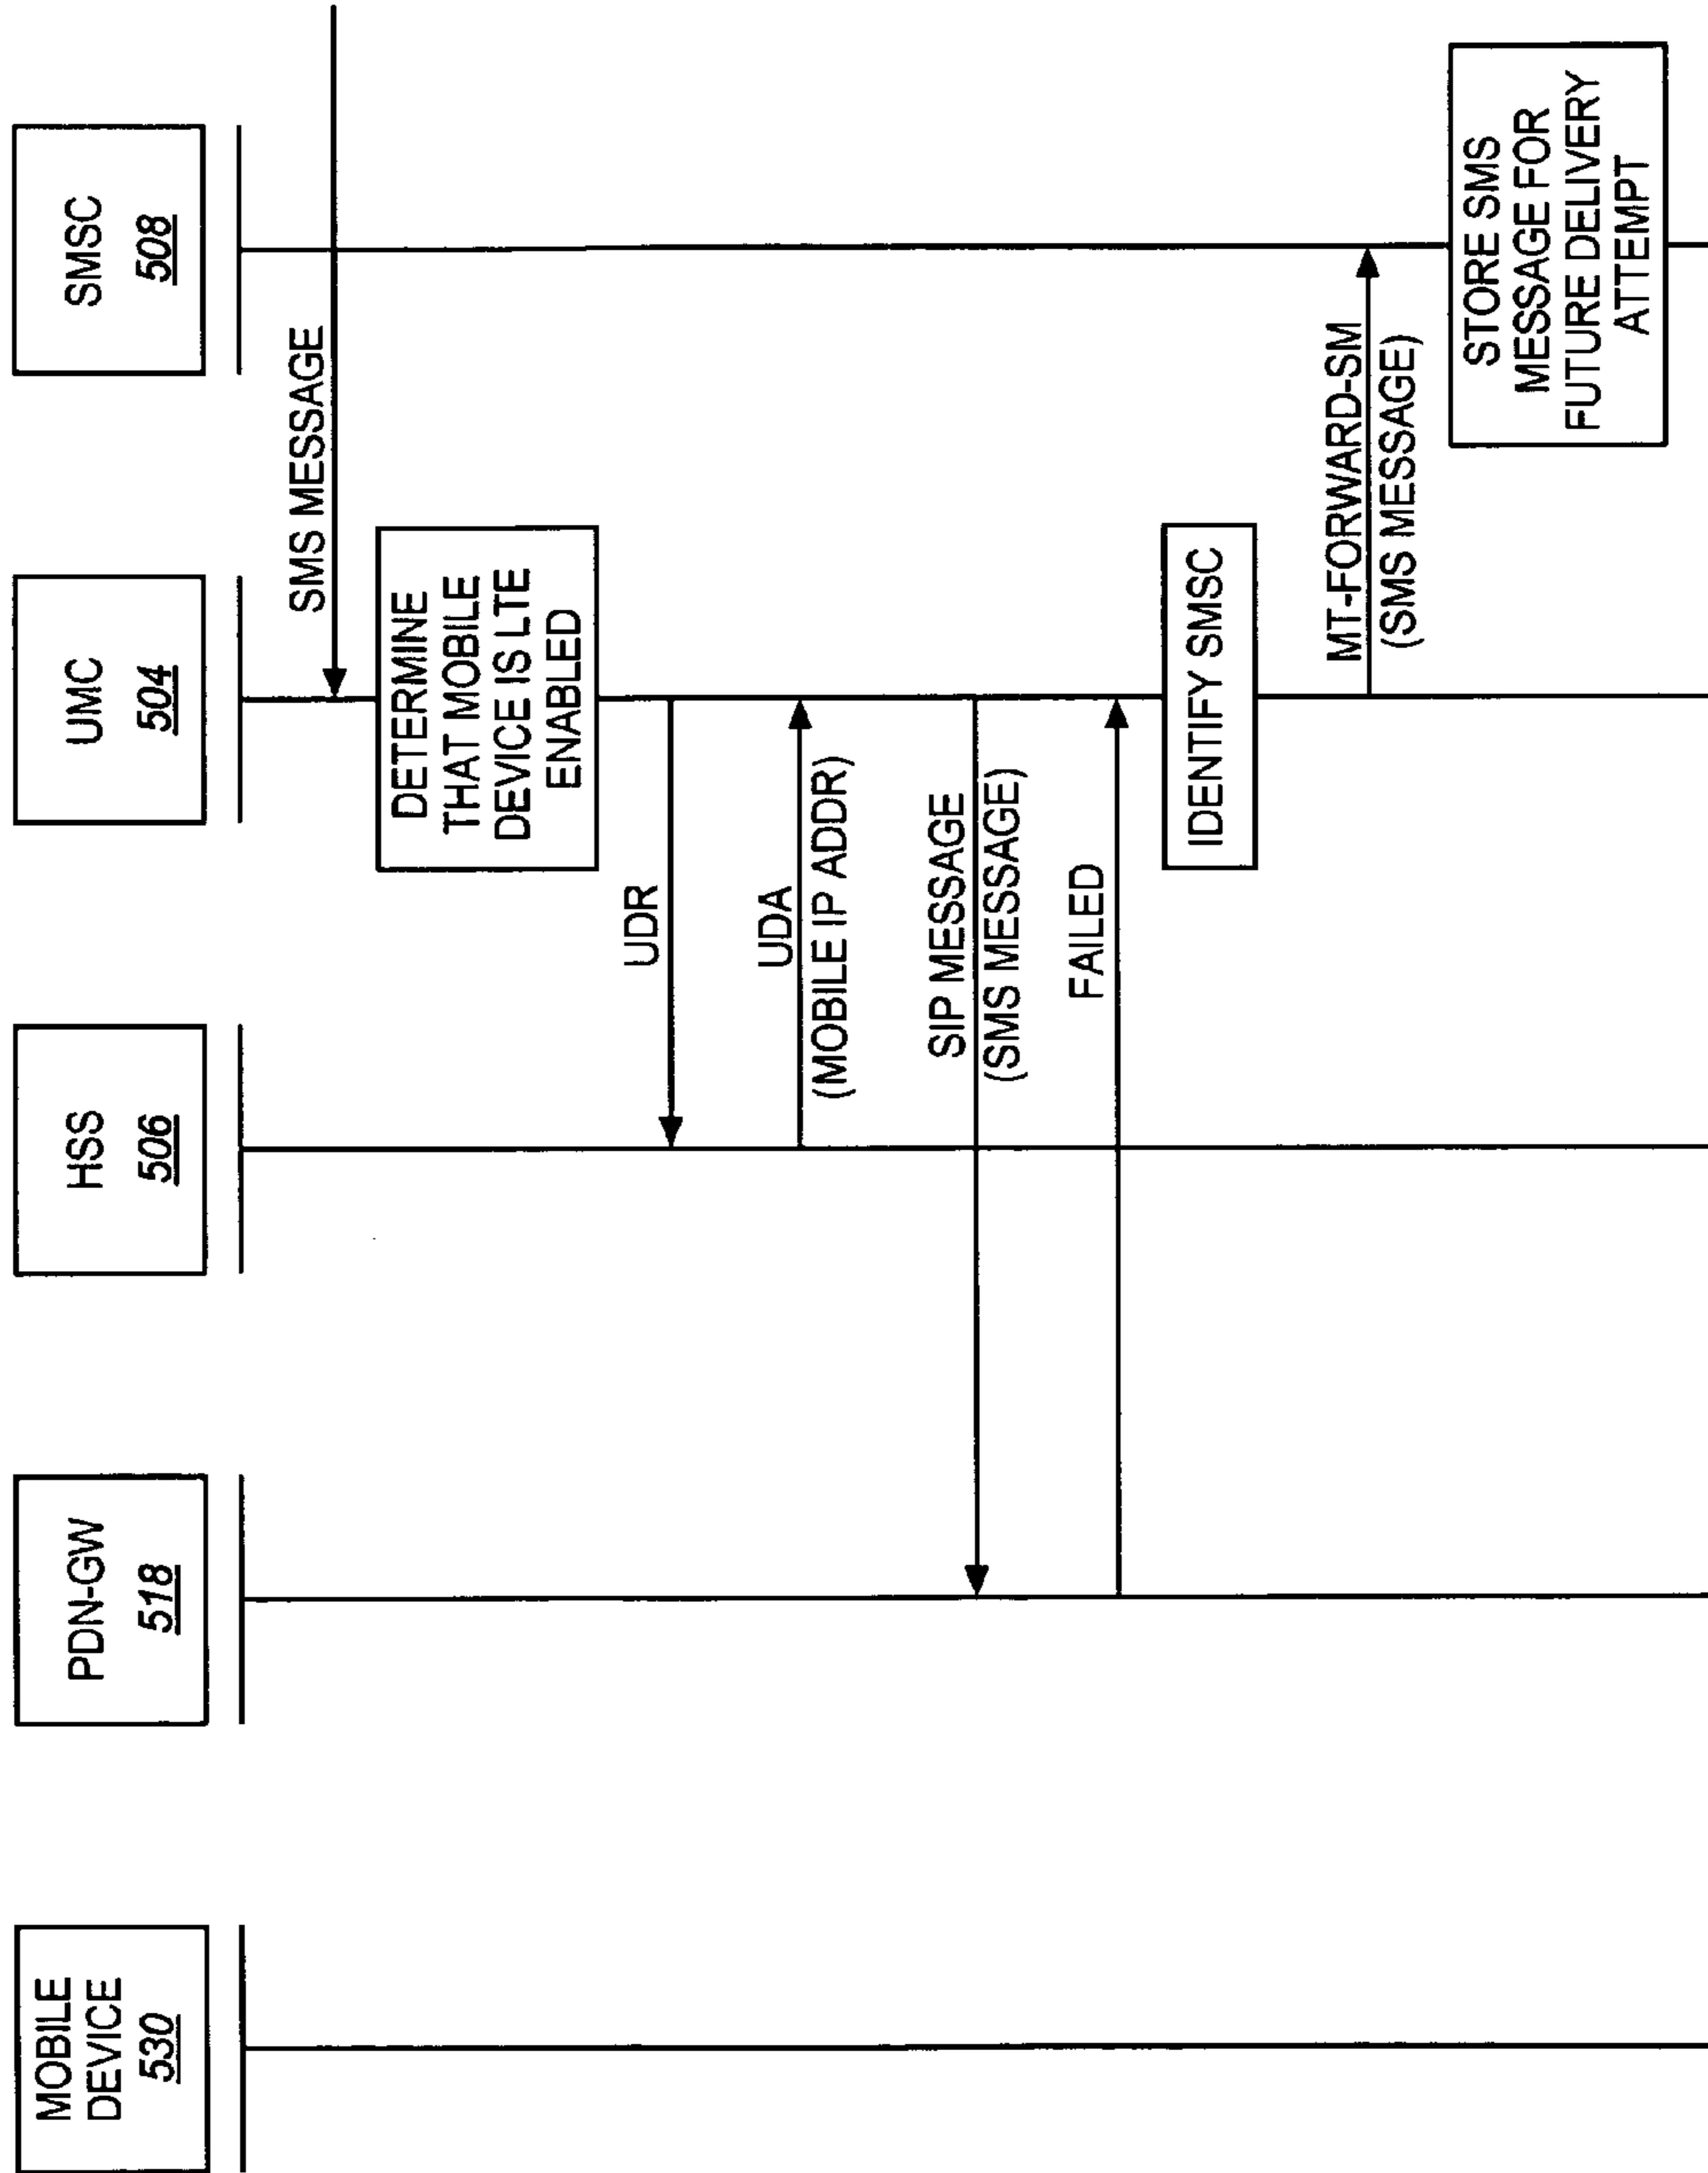 MOBILE
DEVICE
530
PDN-GW
518
HSS
506
UMC
504
SMSC
508
SMS MESSAGE
DETERMINE
THAT MOBILE
DEVICE IS LTE
ENABLED
UDR
UDA
(MOBILE IP ADDR)
SIP MESSAGE
(SMS MESSAGE)
FAILED
IDENTIFY SMSC
MT-FORWARD-SM
(SMS MESSAGE)
STORE SMS
MESSAGE FOR
FUTURE DELIVERY
ATTEMPT